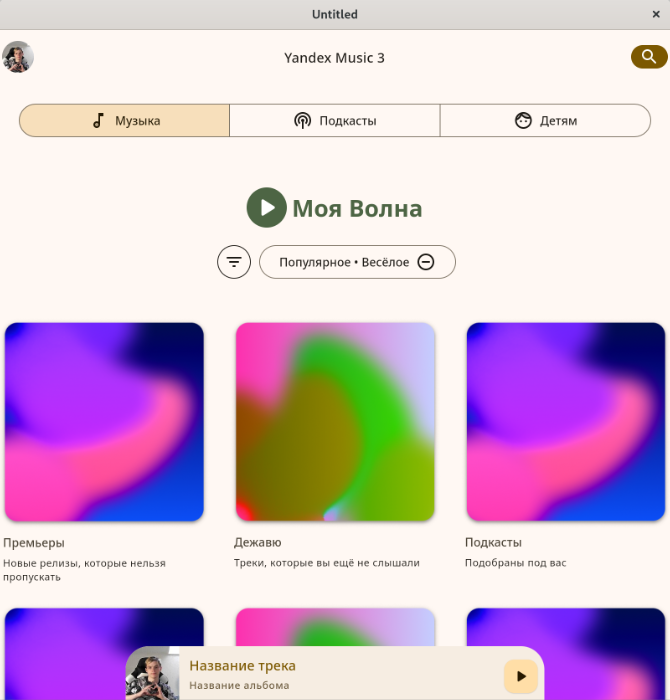 Untitled
Yandex Music 3
Музыка
Подкасты
Детям
Моя Волна
Популярное • Весёлое
Премьеры
Новые релизы, которые нельзя
пропускать
Дежавю
Треки, которые вы ещё не слышали
Подкасты
Подобраны под вас
Название трека
Название альбома